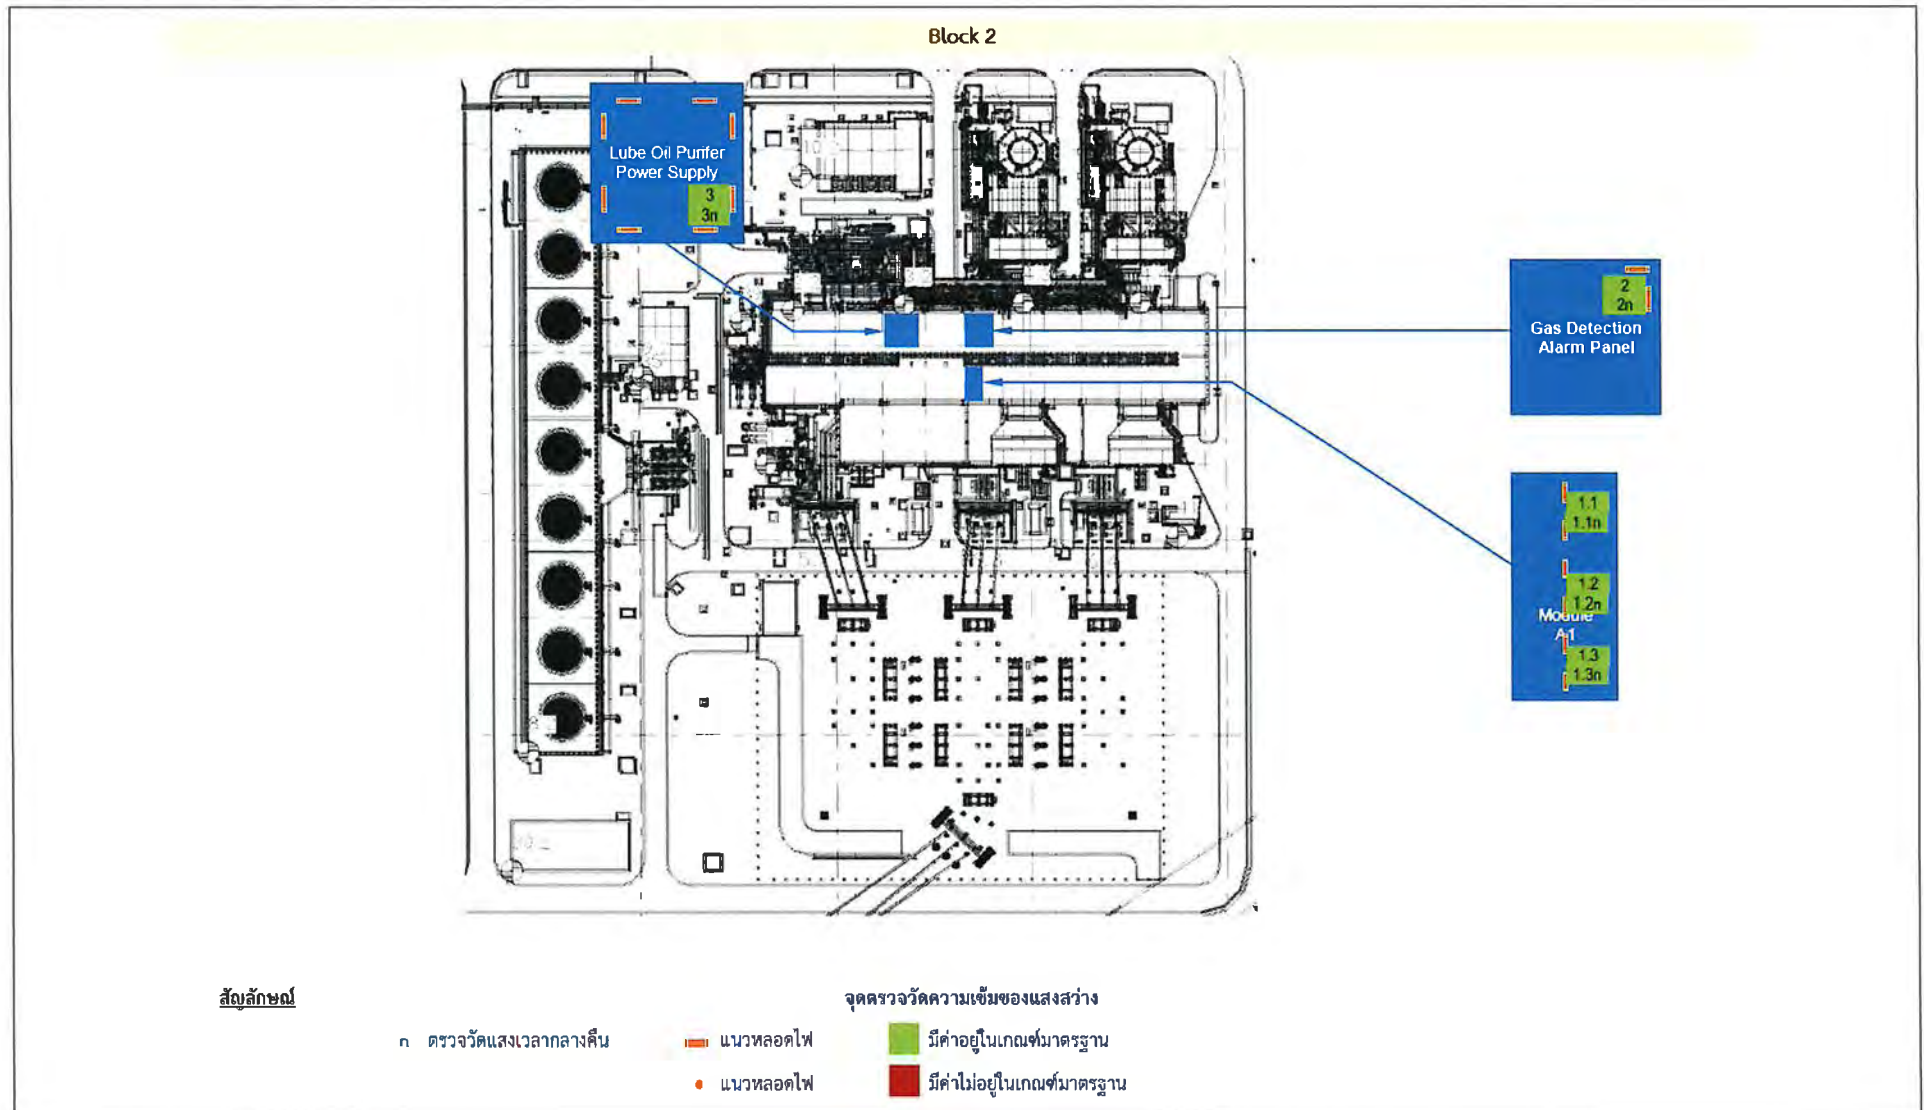 Block 2
Lube Oil Purifer
Power Supply
3
3n
2
2n
Gas Detection
Alarm Panel
1.1
1.1n
1.2
1.2n
Module
A1
1.3
1.3n
สัญลักษณ์
จุดตรวจวัดความเข้มของแสงสว่าง
n ตรวจวัดแสงเวลากลางคืน
แนวหลอดไฟ
มีค่าอยู่ในเกณฑ์มาตรฐาน
แนวหลอดไฟ
มีค่าไม่อยู่ในเกณฑ์มาตรฐาน